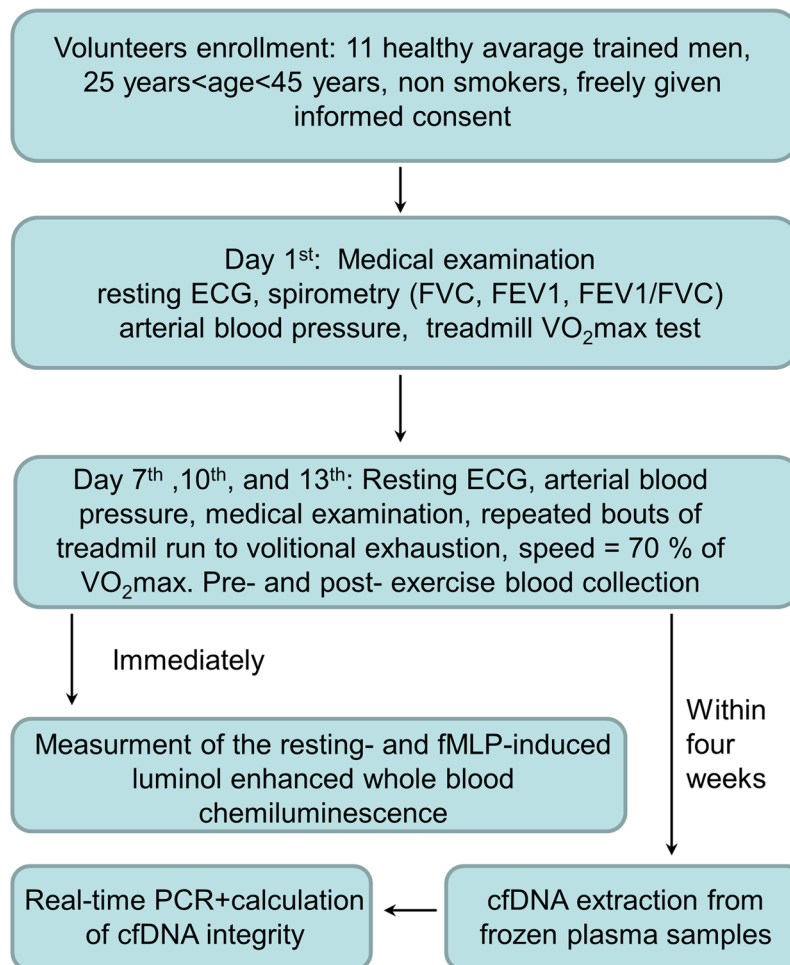 Volunteers enrollment: 11 healthy avarage trained men,
25 years<age<45 years, non smokers, freely given
informed consent
Day 1st:  Medical examination
resting ECG, spirometry (FVC, FEV1, FEV1/FVC)
arterial blood pressure,  treadmill VO2max test
Day 7th ,10th, and 13th: Resting ECG, arterial blood
pressure, medical examination, repeated bouts of
treadmil run to volitional exhaustion, speed = 70 % of
VO2max. Pre- and post- exercise blood collection
Immediately
Within
four
weeks
Measurment of the resting- and fMLP-induced
luminol enhanced whole blood
chemiluminescence
cfDNA extraction from
frozen plasma samples
Real-time PCR+calculation
of cfDNA integrity